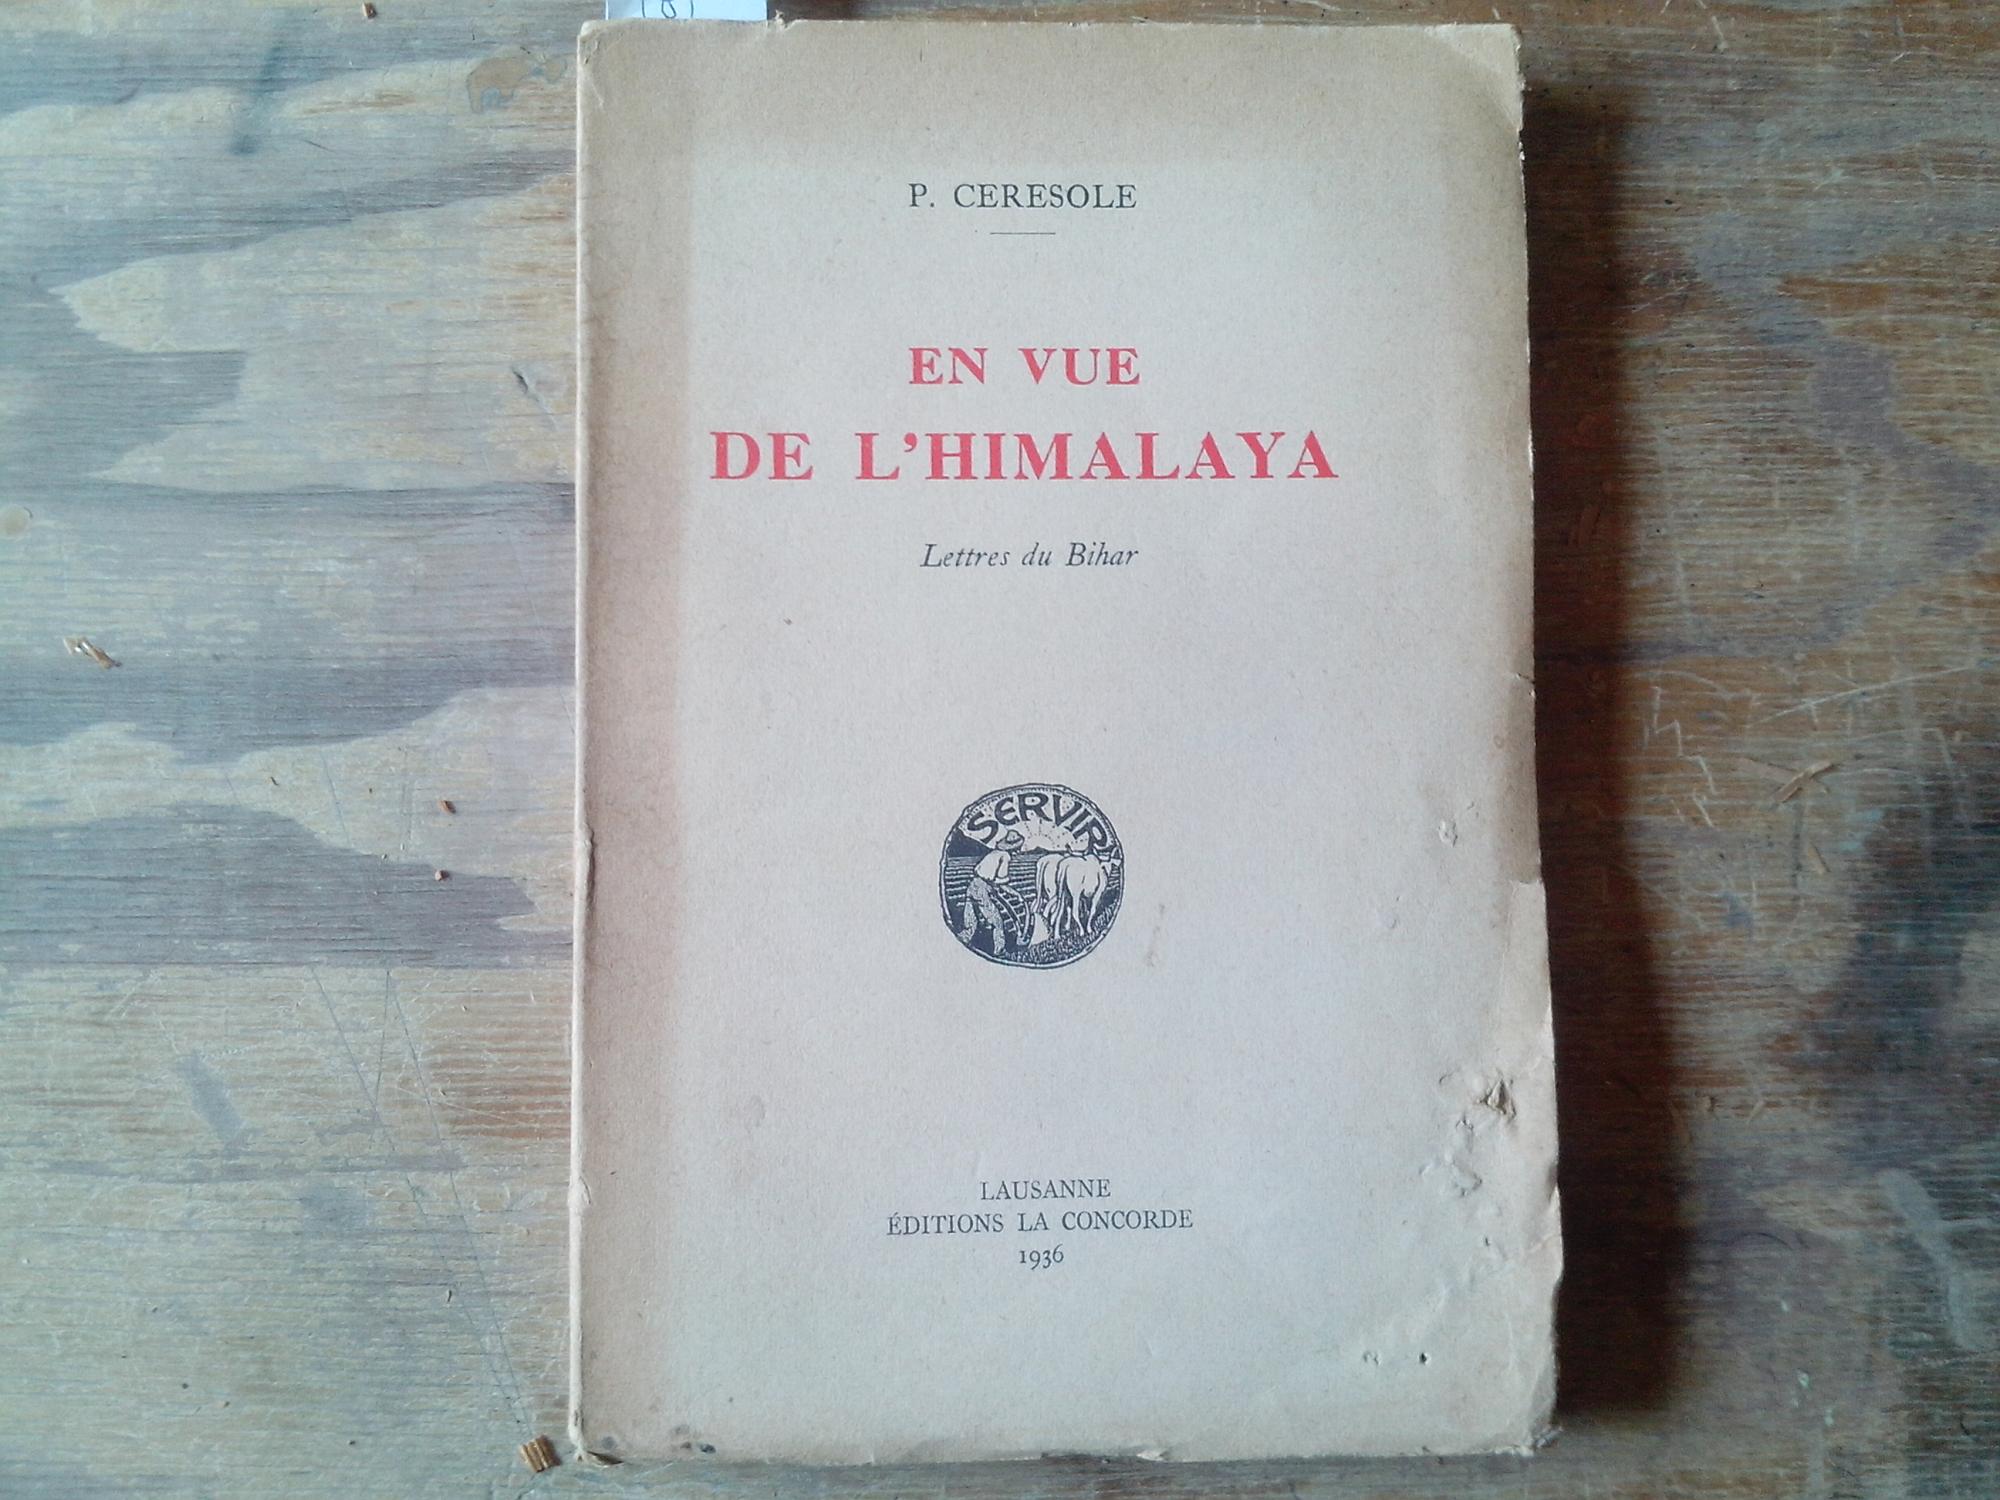 P. CERESOLE
EN VUE
DE L'HIMALAYA
Lettres du Bihar
SERVIR
LAUSANNE
ÉDITIONS LA CONCORDE
1936